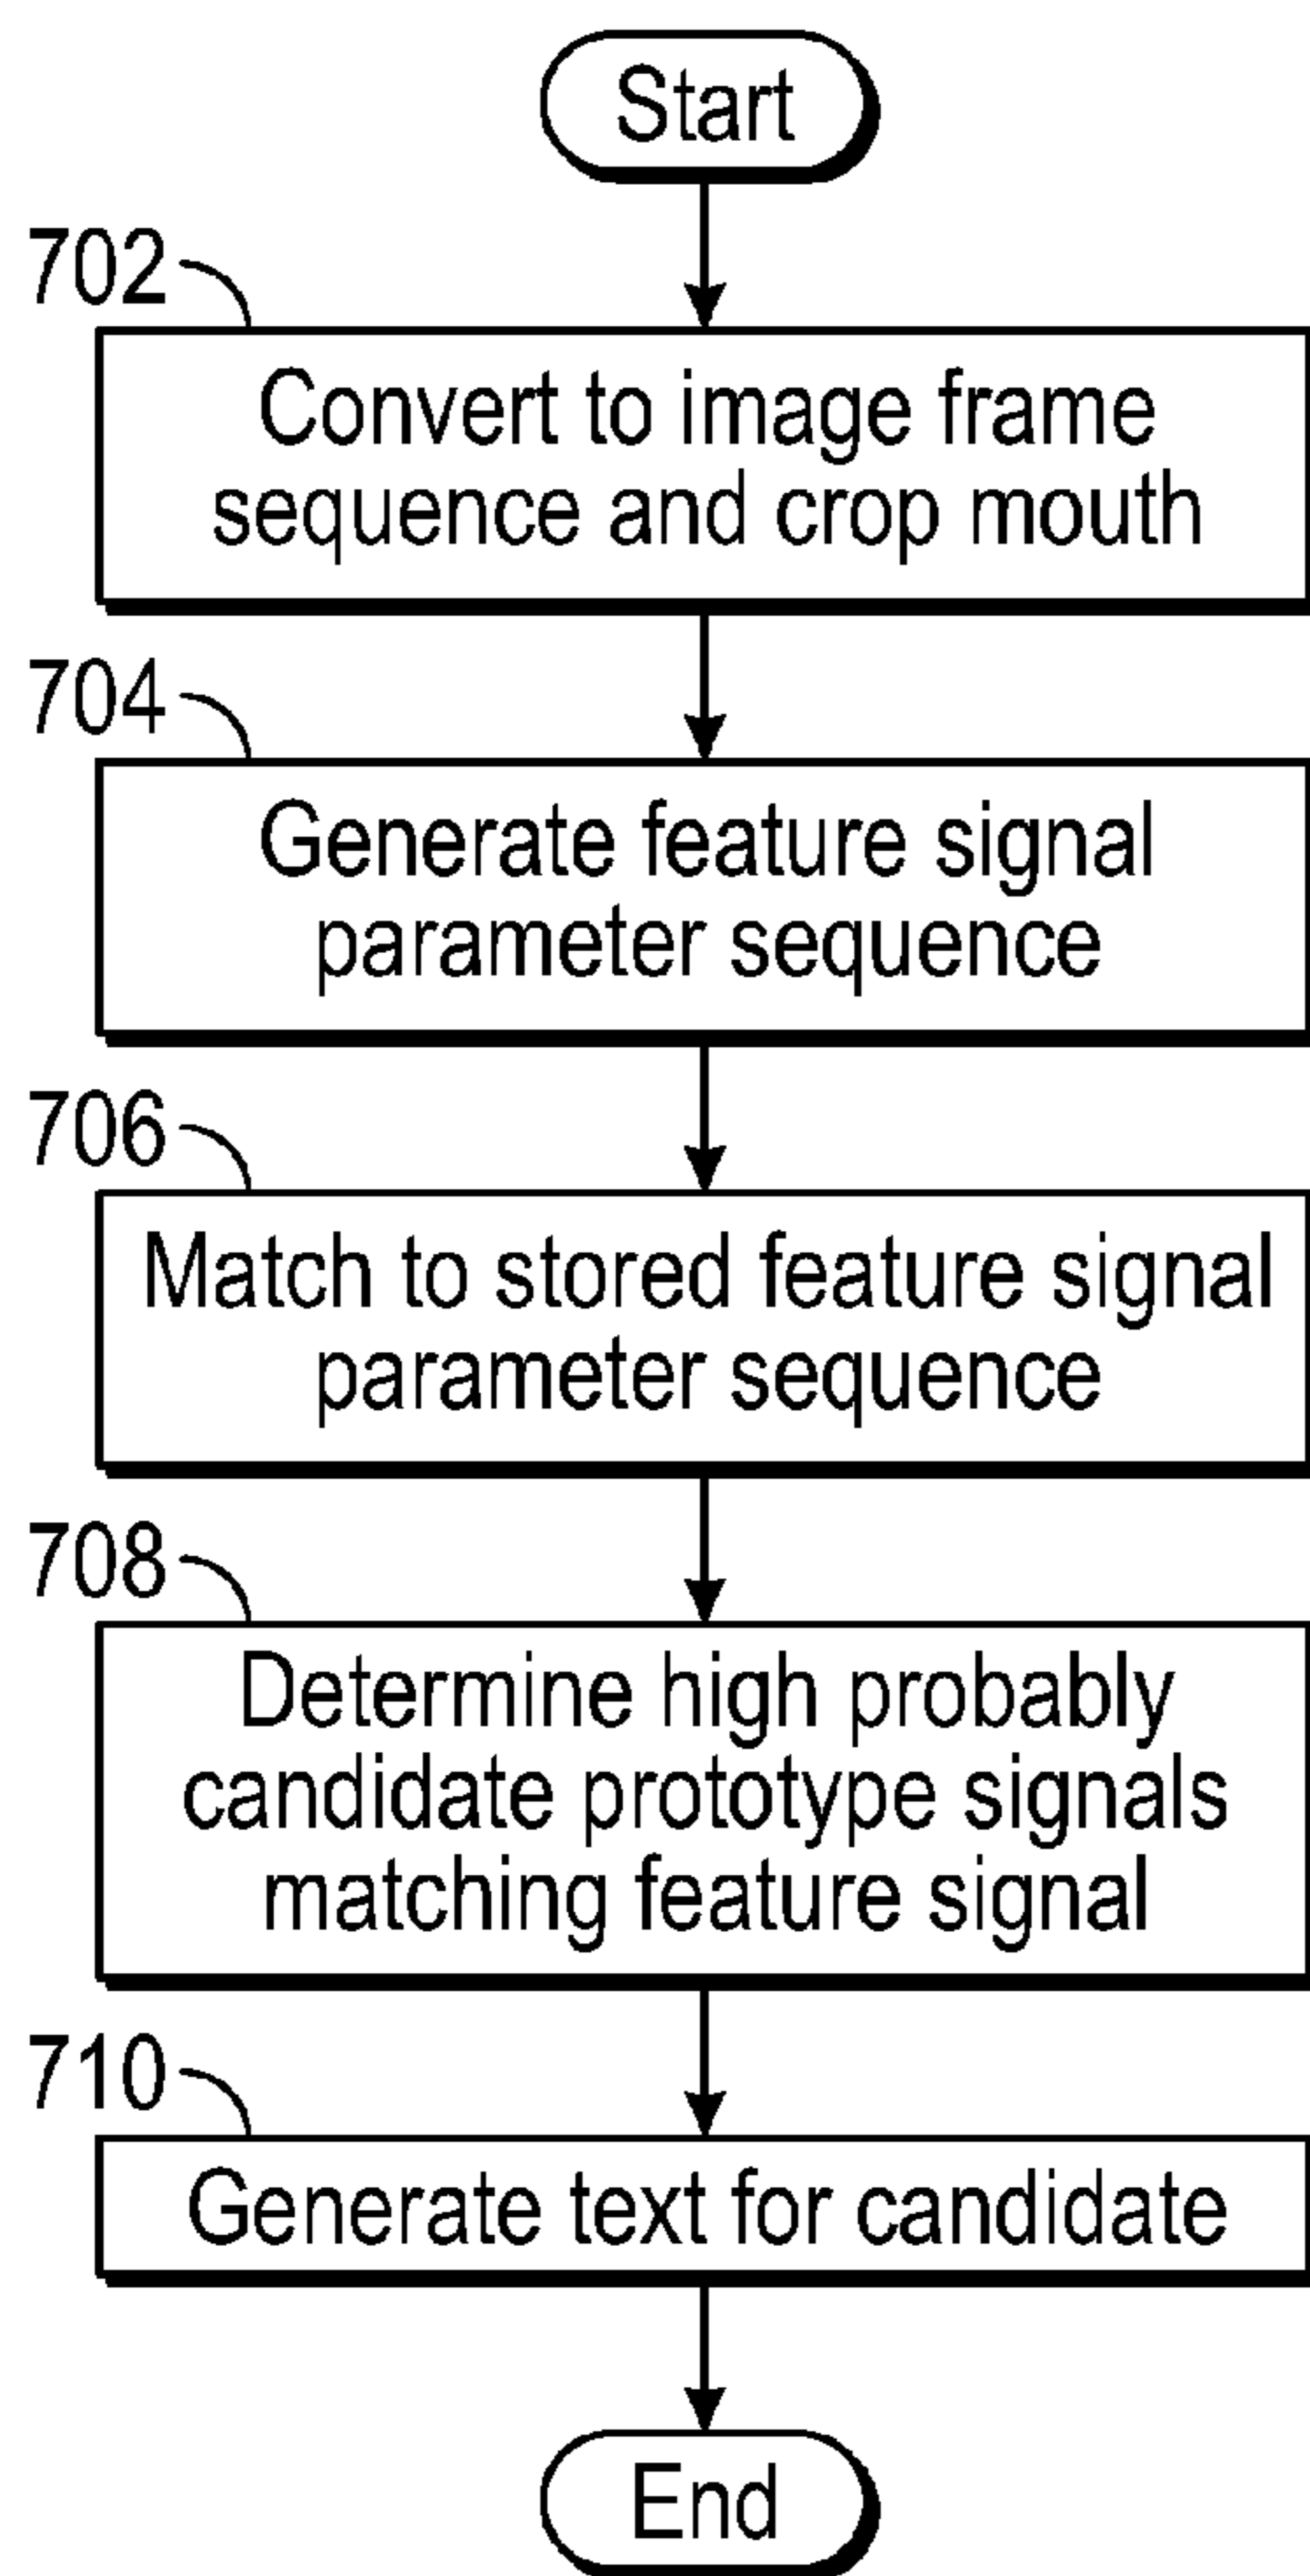 Start
702
Convert to image frame
sequence and crop mouth
704
Generate feature signal
parameter sequence
706
Match to stored feature signal
parameter sequence
708
Determine high probably
candidate prototype signals
matching feature signal
710
Generate text for candidate
End